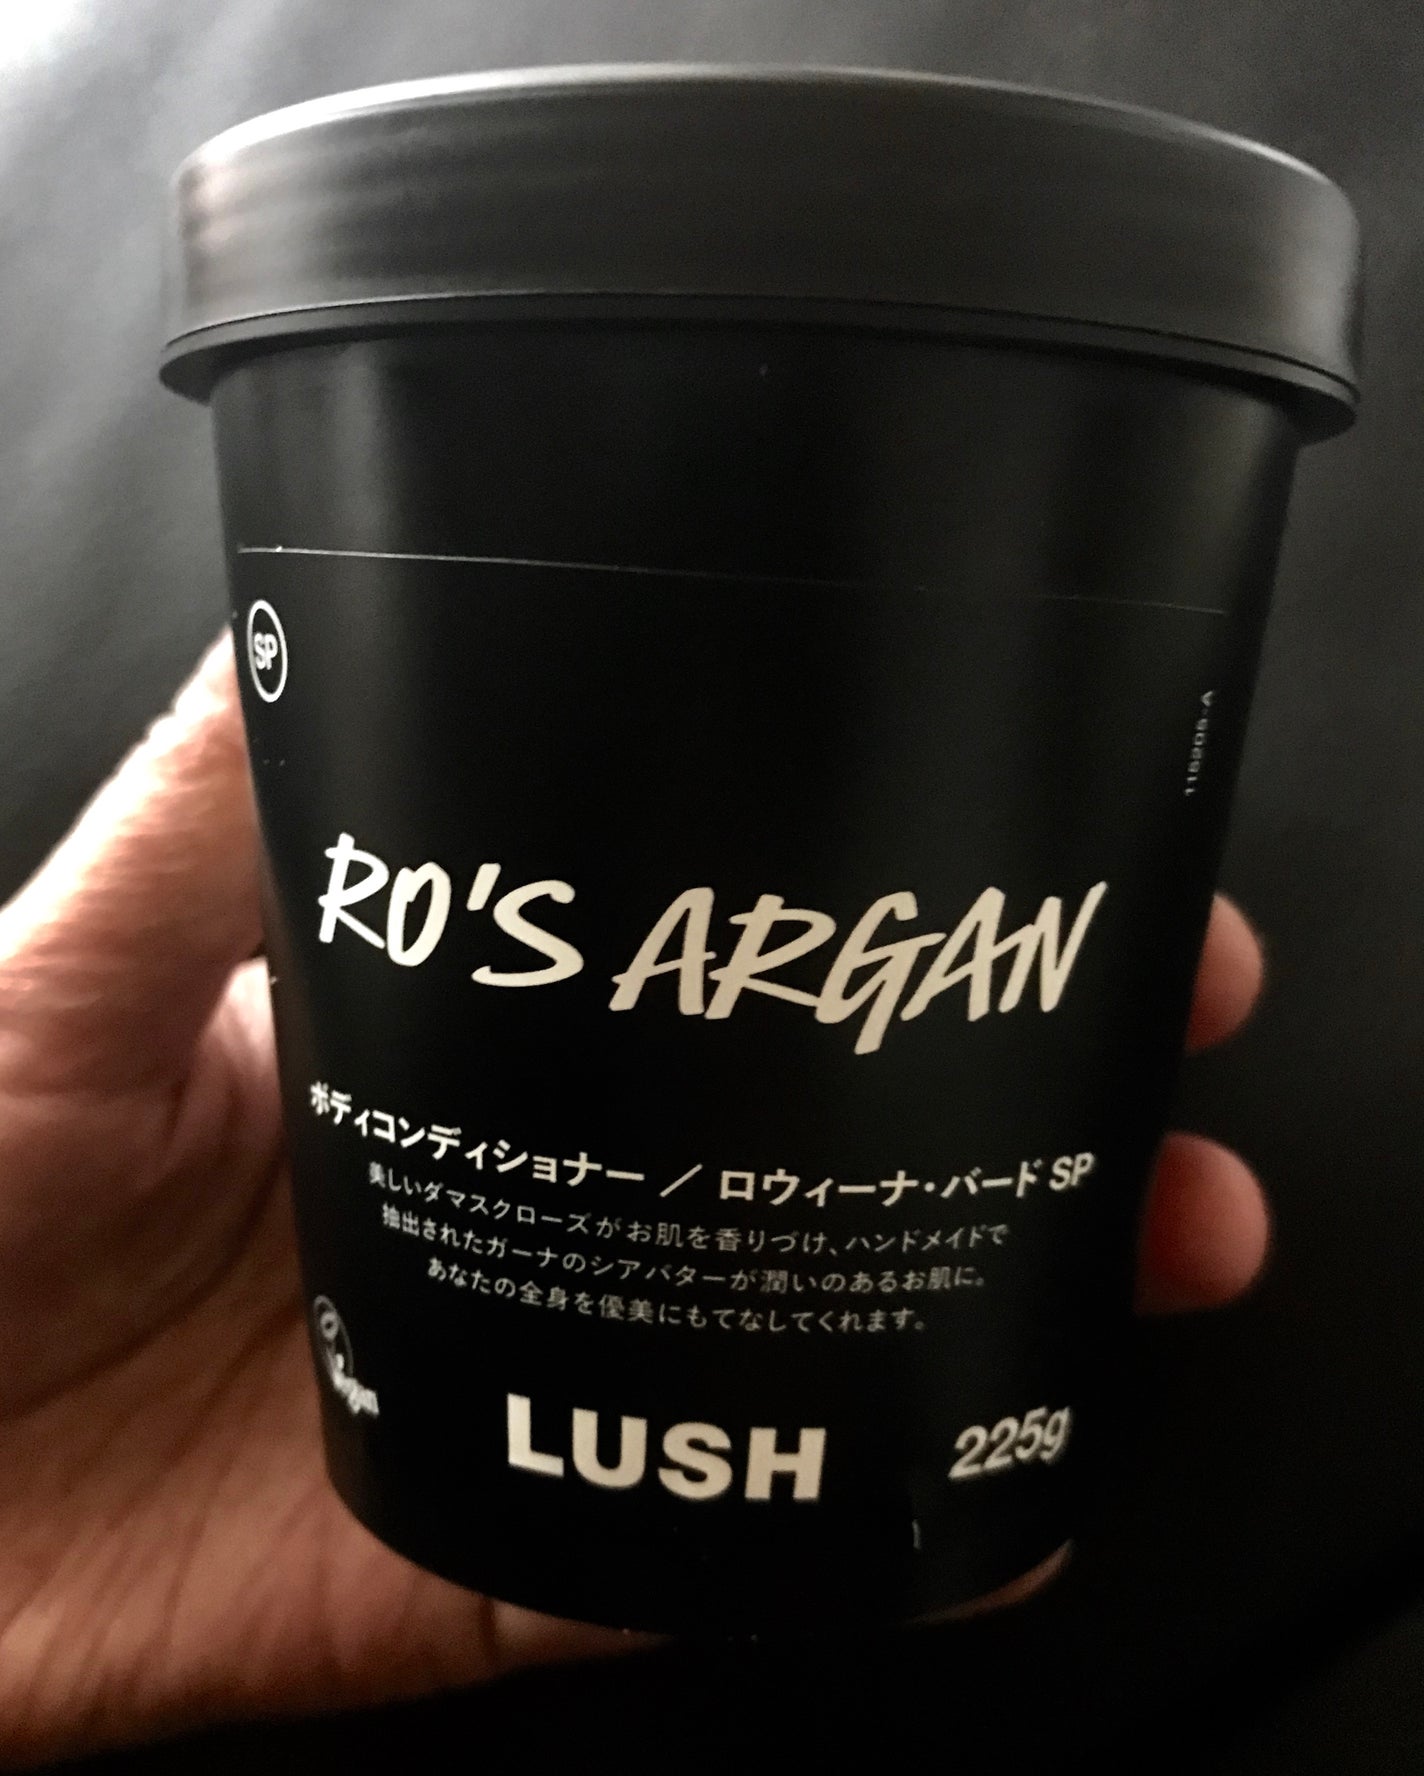 SP
RO'S ARGAN
ボディコンディショナー ／ ロウィーナ・バード SP
美しいダマスクローズがお肌を香りづけ、ハンドメイドで
抽出されたガーナのシアバターが潤いのあるお肌に。
あなたの全身を優美にもてなしてくれます。
Vegan
LUSH
225g